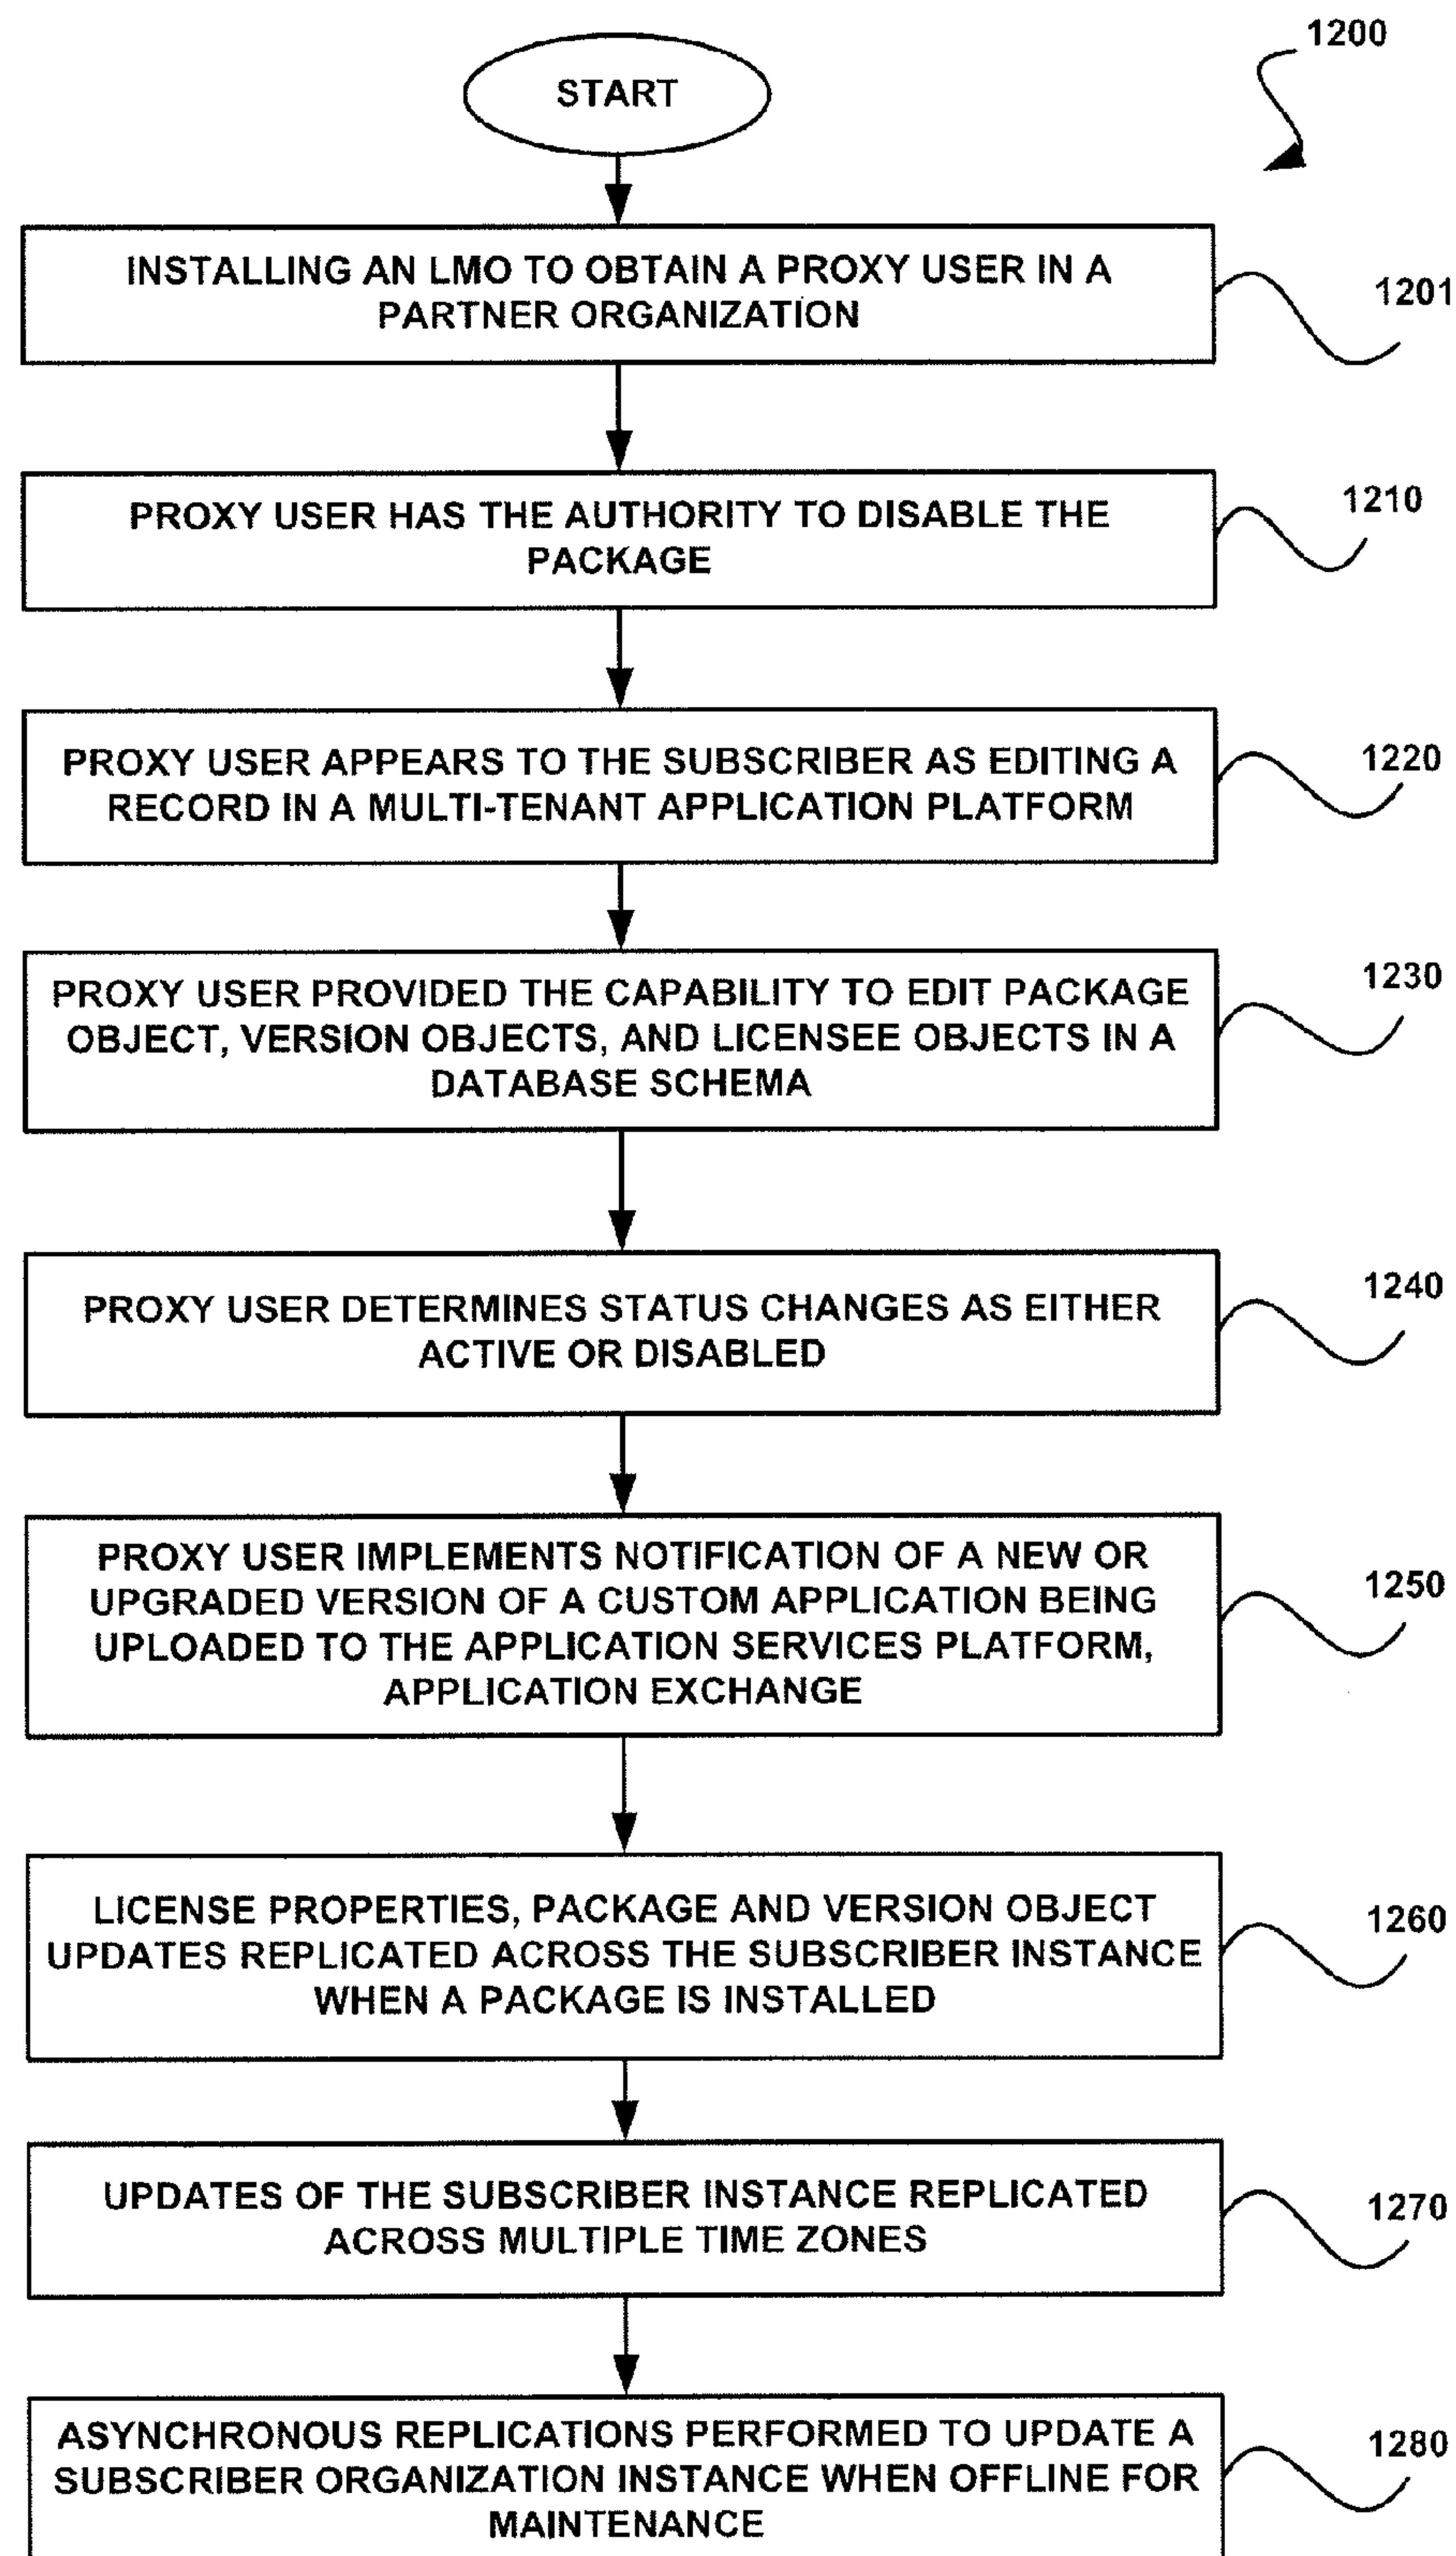 1200
START
INSTALLING AN LMO TO OBTAIN A PROXY USER IN A
PARTNER ORGANIZATION
1201
PROXY USER HAS THE AUTHORITY TO DISABLE THE
PACKAGE
1210
PROXY USER APPEARS TO THE SUBSCRIBER AS EDITING A
RECORD IN A MULTI-TENANT APPLICATION PLATFORM
1220
PROXY USER PROVIDED THE CAPABILITY TO EDIT PACKAGE
OBJECT, VERSION OBJECTS, AND LICENSEE OBJECTS IN A
DATABASE SCHEMA
1230
PROXY USER DETERMINES STATUS CHANGES AS EITHER
ACTIVE OR DISABLED
1240
PROXY USER IMPLEMENTS NOTIFICATION OF A NEW OR
UPGRADED VERSION OF A CUSTOM APPLICATION BEING
UPLOADED TO THE APPLICATION SERVICES PLATFORM,
APPLICATION EXCHANGE
1250
LICENSE PROPERTIES, PACKAGE AND VERSION OBJECT
UPDATES REPLICATED ACROSS THE SUBSCRIBER INSTANCE
WHEN A PACKAGE IS INSTALLED
1260
UPDATES OF THE SUBSCRIBER INSTANCE REPLICATED
ACROSS MULTIPLE TIME ZONES
1270
ASYNCHRONOUS REPLICATIONS PERFORMED TO UPDATE A
SUBSCRIBER ORGANIZATION INSTANCE WHEN OFFLINE FOR
MAINTENANCE
1280